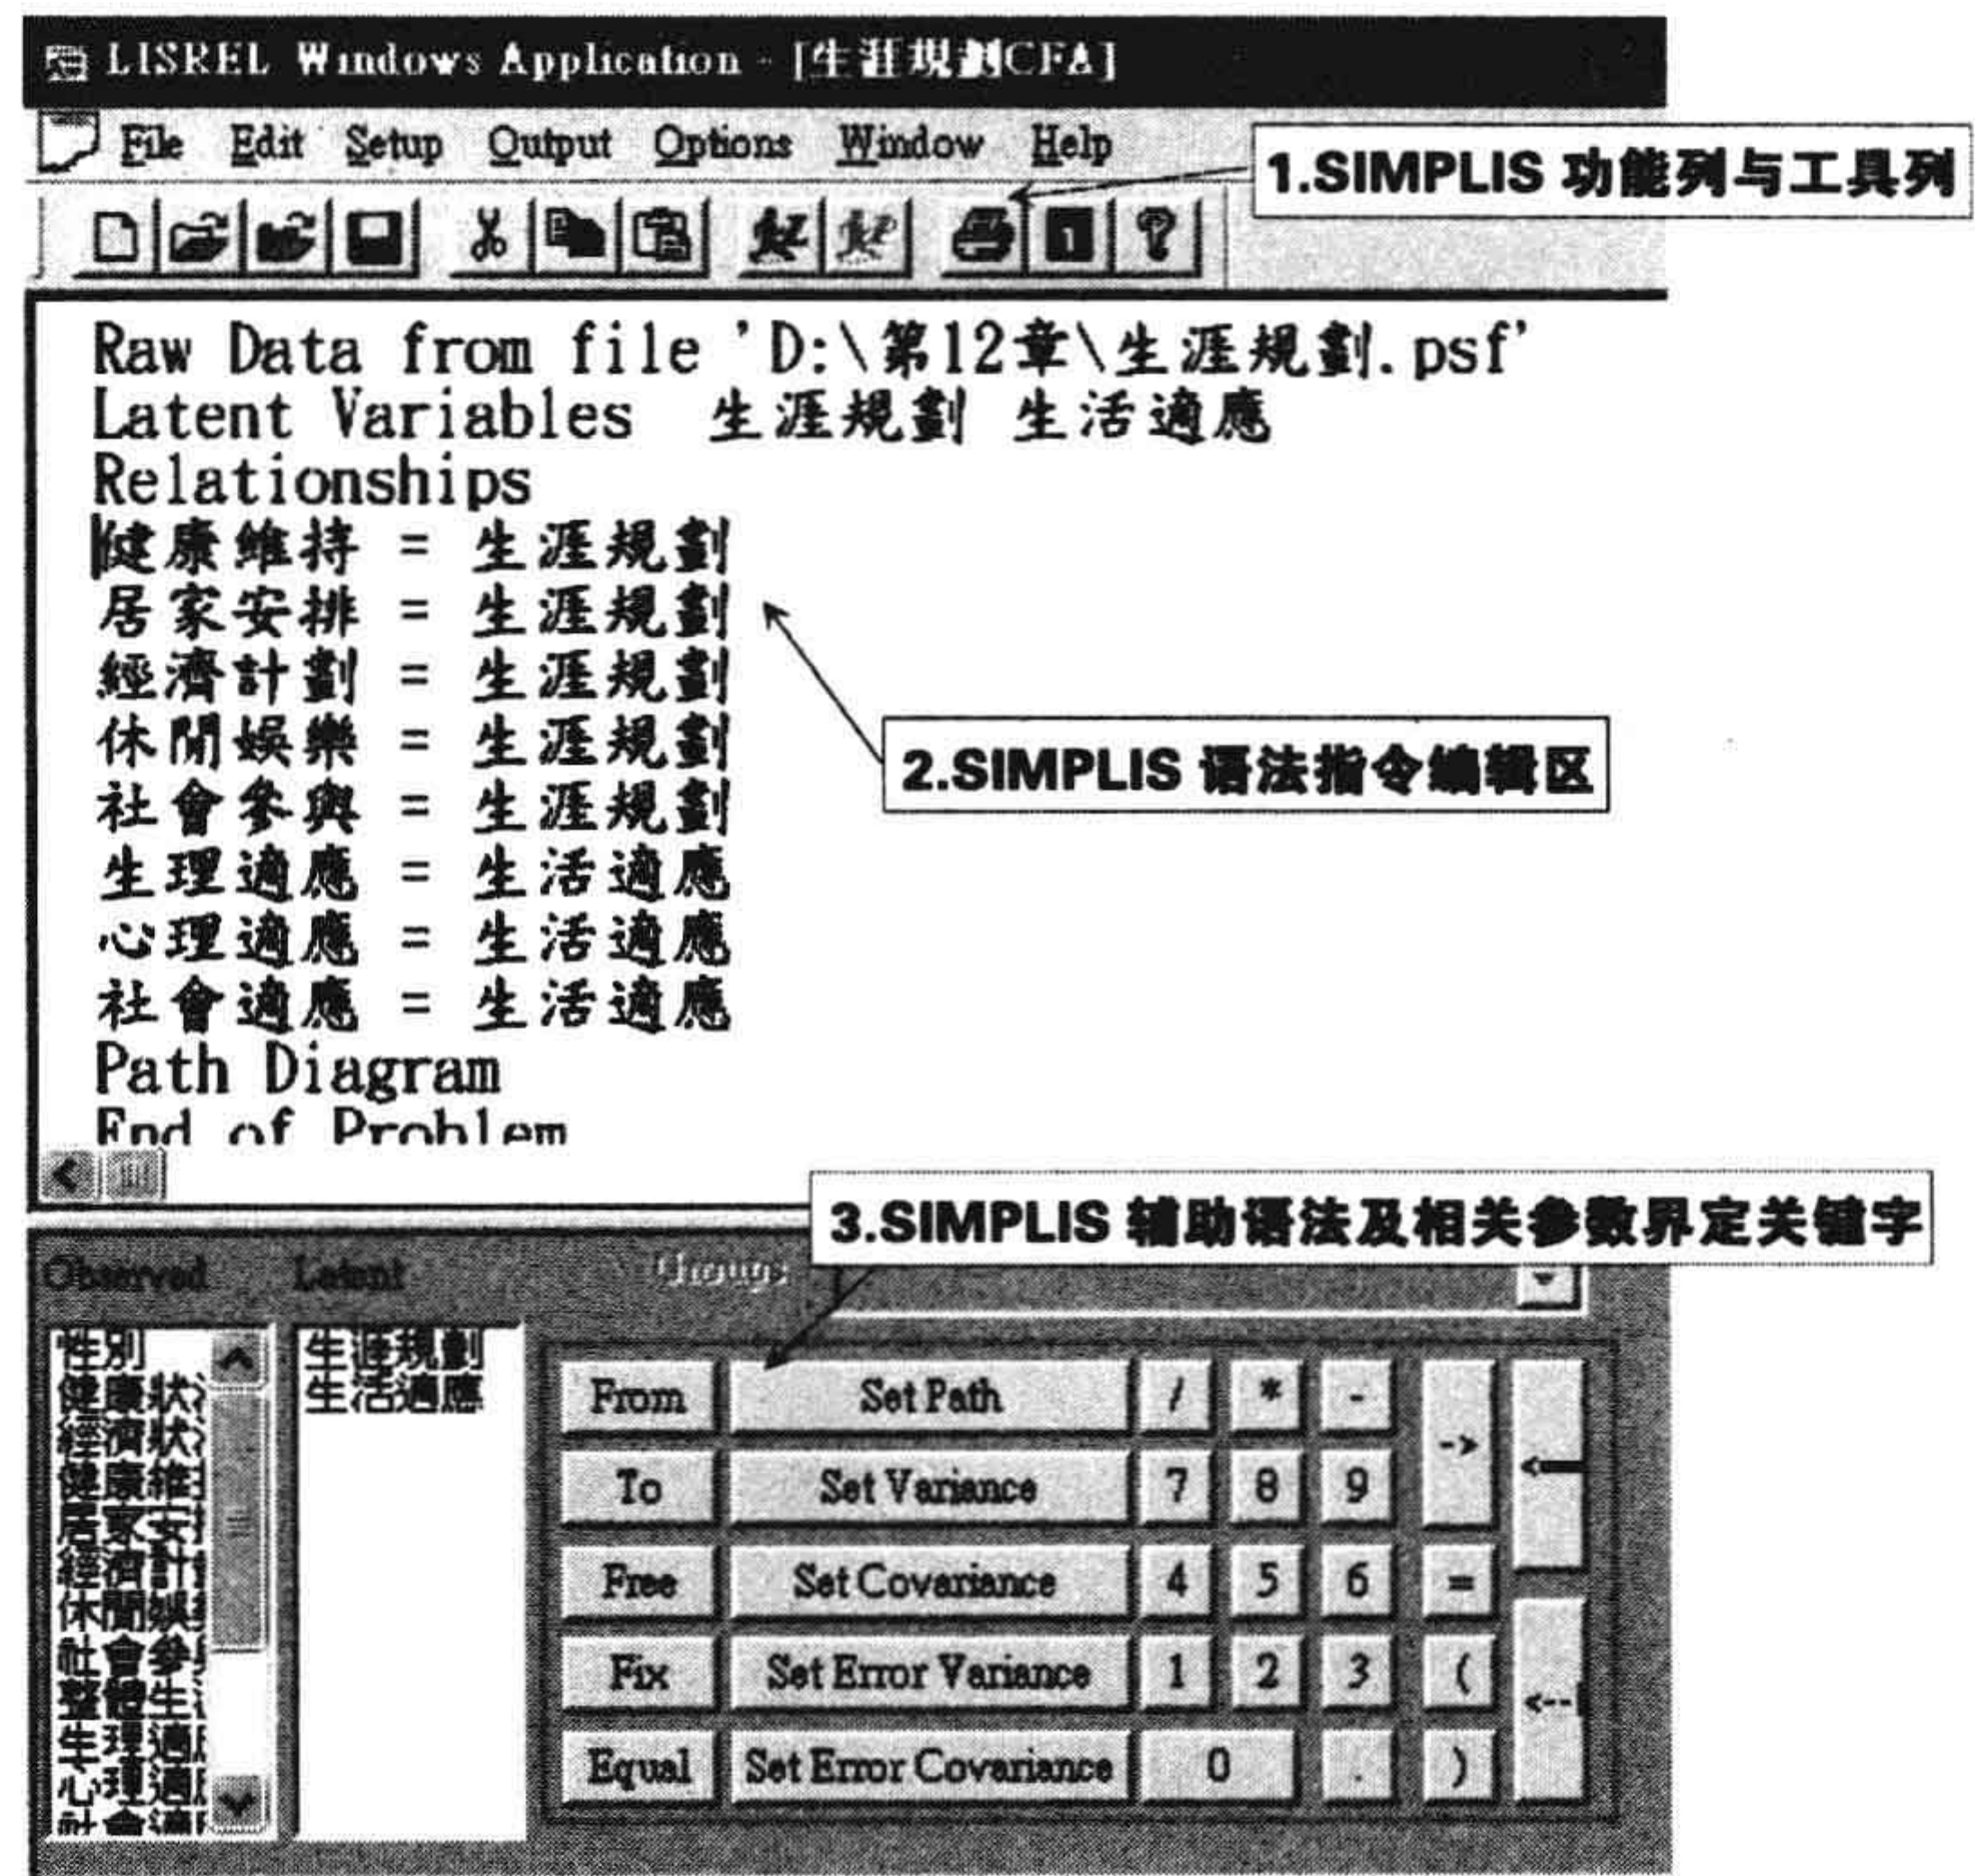 LISREL Windows Application - [生涯規劃CFA]
File Edit Setup Output Options Window Help
1.SIMPLIS 功能列与工具列
Raw Data from file 'D:\第12章\生涯規劃.psf'
Latent Variables 生涯規劃 生活適應
Relationships
健康維持 = 生涯規劃
居家安排 = 生涯規劃
經濟計劃 = 生涯規劃
休閒娛樂 = 生涯規劃
社會參與 = 生涯規劃
生理適應 = 生活適應
心理適應 = 生活適應
社會適應 = 生活適應
Path Diagram
End of Problem
2.SIMPLIS 语法指令编辑区
3.SIMPLIS 辅助语法及相关参数界定关键字
Observed Latent Groups
性別
健康狀
經濟狀
健康維
居家安
經濟計
休閒娛
社會參
整體生
生理適
心理適
社會適
生涯規劃
生活適應
From Set Path / * - ->
To Set Variance 7 8 9
Free Set Covariance 4 5 6 =
Fix Set Error Variance 1 2 3 (
Equal Set Error Covariance 0 . )